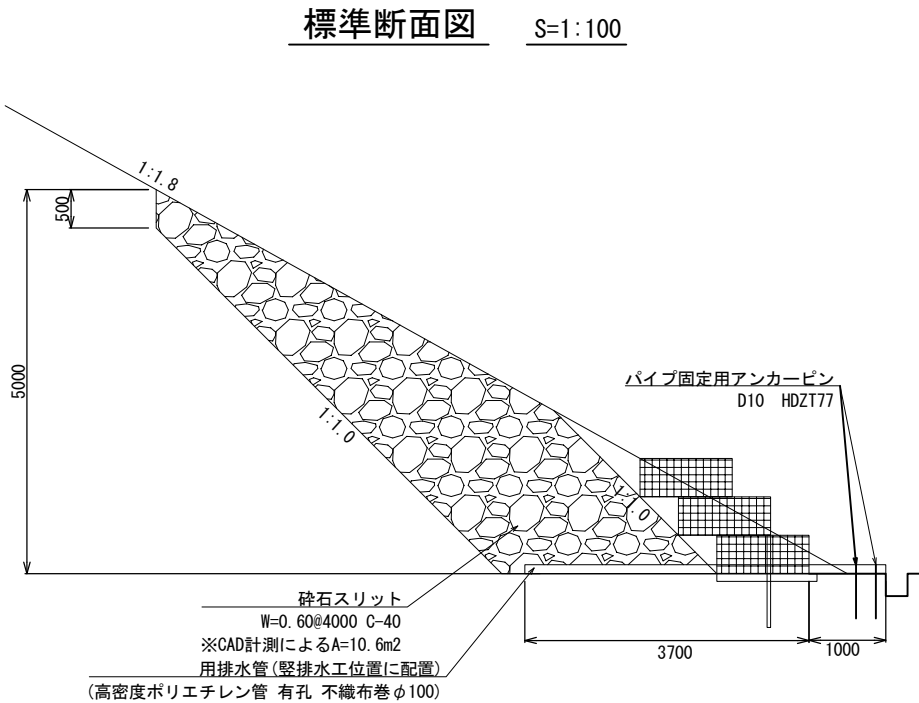 標準断面図 S=1:100
1:1.8
500
5000
1:1.0
パイプ固定用アンカーピン
D10 HDZT77
1:1.0
砕石スリット
W=0.60@4000 C-40
※CAD計測によるA=10.6m2
用排水管(竪排水工位置に配置)
(高密度ポリエチレン管 有孔 不織布巻φ100)
3700
1000